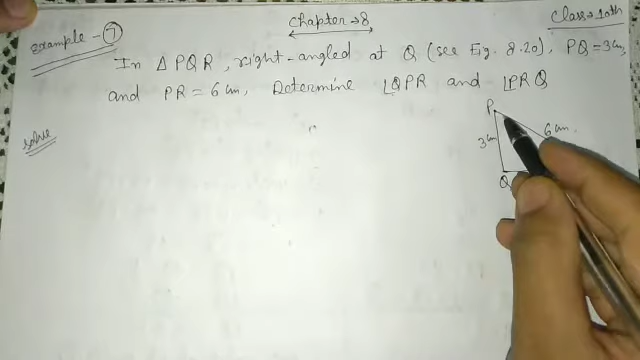 Chapter → 8
Class → 10th
Example - 7
In △ PQR, right-angled at Q (see Fig. 8.20), PQ = 3 cm,
and PR = 6 cm, Determine ∠QPR and ∠PRQ
solve
P
3 cm
6 cm.
Q